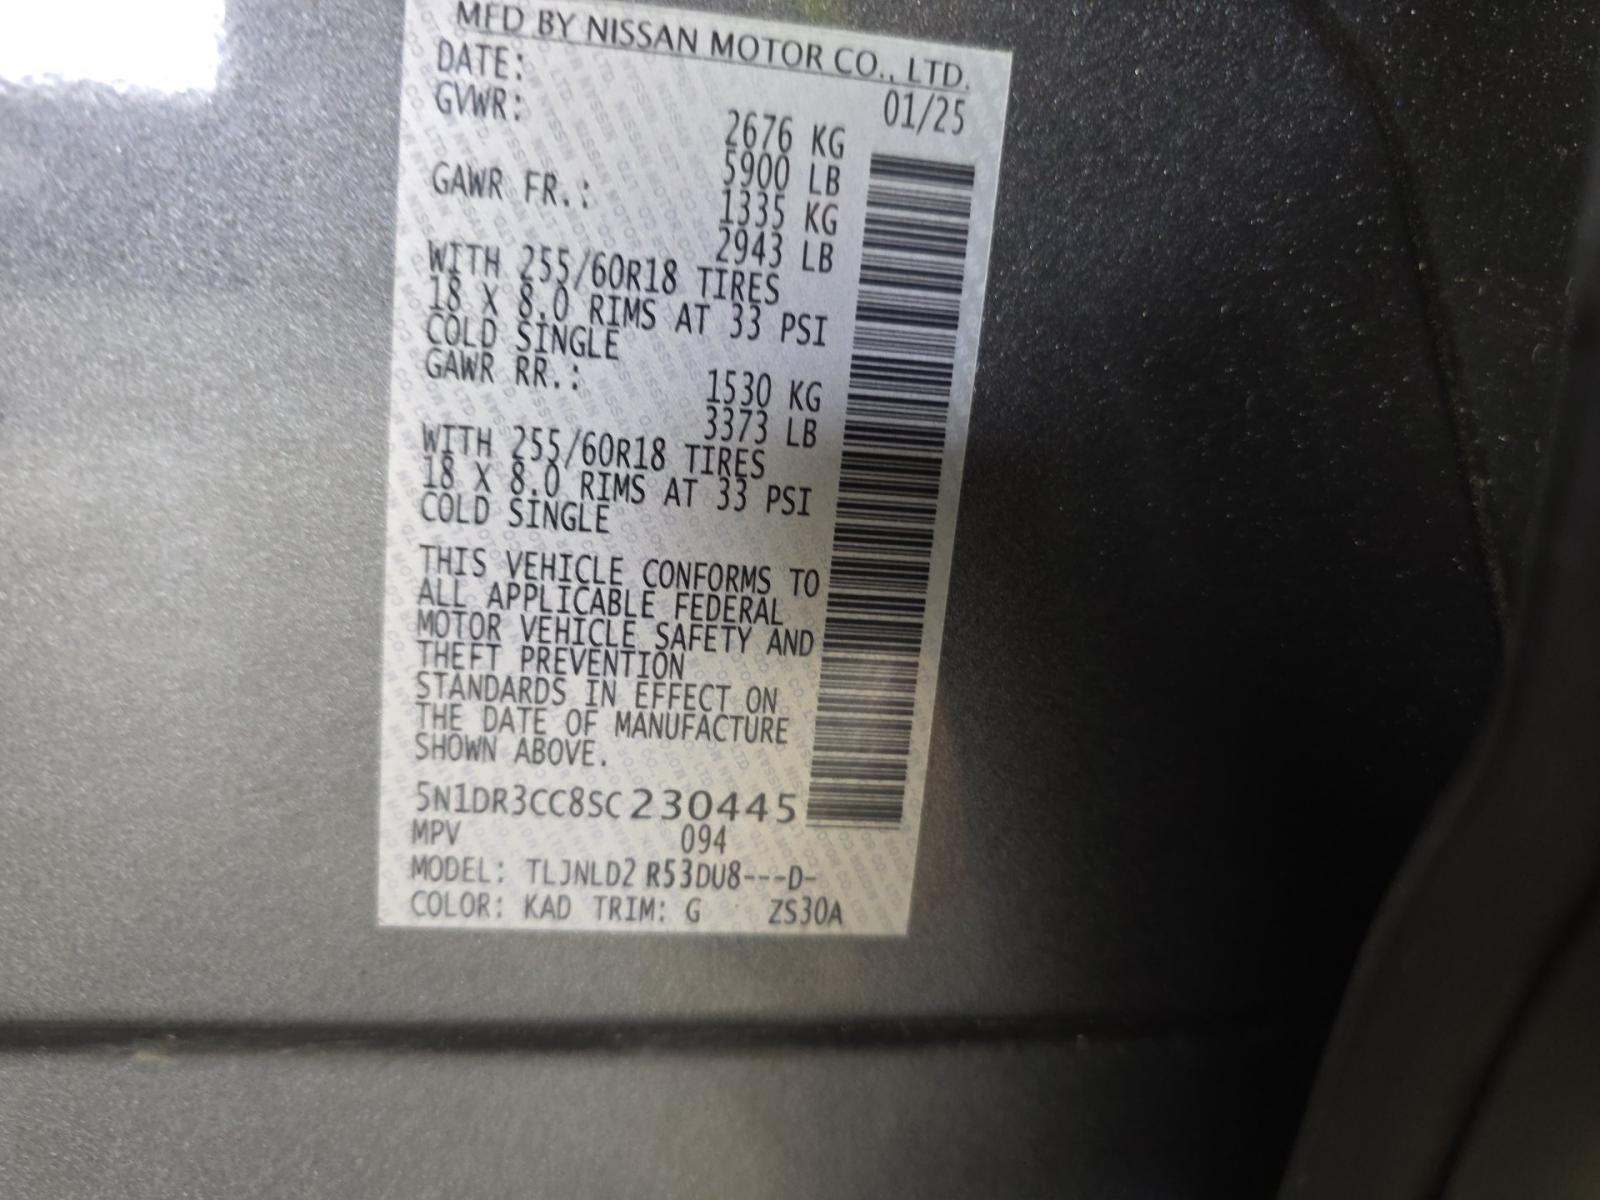 MFD BY NISSAN MOTOR CO., LTD.
DATE: 01/25
GVWR: 2676 KG
5900 LB
GAWR FR.: 1335 KG
2943 LB
WITH 255/60R18 TIRES
18 X 8.0 RIMS AT 33 PSI
COLD SINGLE
GAWR RR.: 1530 KG
3373 LB
WITH 255/60R18 TIRES
18 X 8.0 RIMS AT 33 PSI
COLD SINGLE
THIS VEHICLE CONFORMS TO
ALL APPLICABLE FEDERAL
MOTOR VEHICLE SAFETY AND
THEFT PREVENTION
STANDARDS IN EFFECT ON
THE DATE OF MANUFACTURE
SHOWN ABOVE.
5N1DR3CC8SC230445
MPV 094
MODEL: TLJNLD2 R53DU8---D-
COLOR: KAD TRIM: G ZS30A